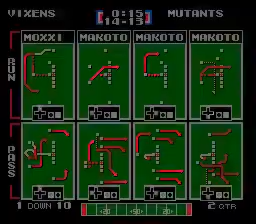 VIXENS 0:15 MUTANTS
14-13
MOXXI MAKOTO MAKOTO MAKOTO
RUN
PASS
1 DOWN 10 2 QTR